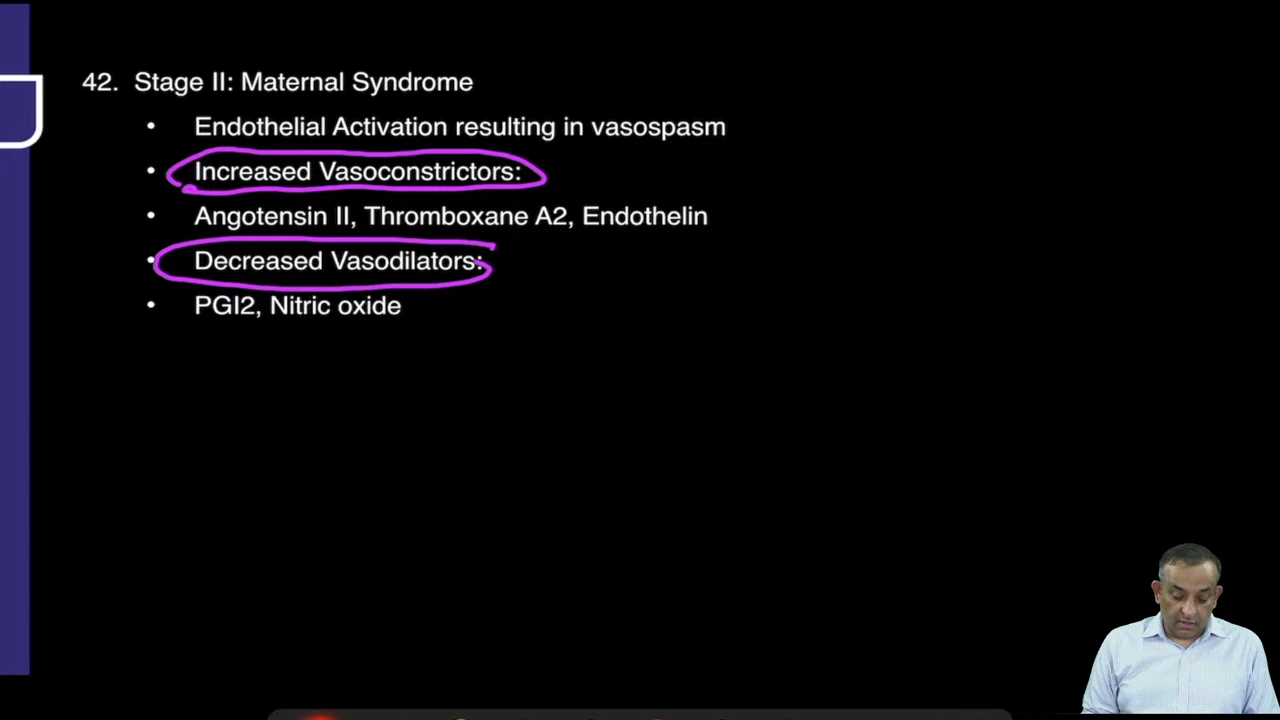 42. Stage II: Maternal Syndrome
• Endothelial Activation resulting in vasospasm
• Increased Vasoconstrictors:
• Angotensin II, Thromboxane A2, Endothelin
• Decreased Vasodilators:
• PGI2, Nitric oxide